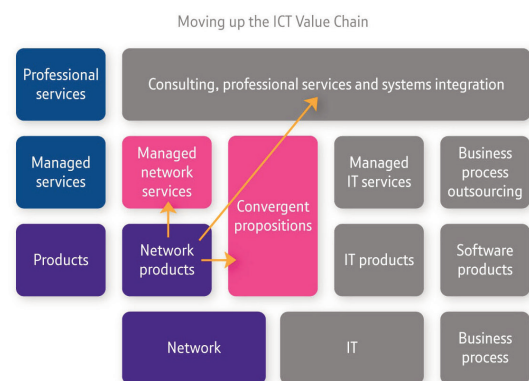 Moving up the ICT Value Chain
Professional
services
Consulting, professional services and systems integration
Managed
services
Managed
network
services
Convergent
propositions
Managed
IT services
Business
process
outsourcing
Products
Network
products
IT products
Software
products
Network
IT
Business
process